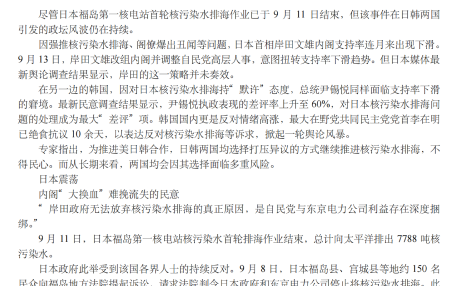 尽管日本福岛第一核电站首轮核污染水排海作业已于 9 月 11 日结束，但该事件在日韩两国
引发的政坛风波仍在持续。
因强推核污染水排海、阁僚爆出丑闻等问题，日本首相岸田文雄内阁支持率连月来出现下滑。
9 月 13 日，岸田文雄改组内阁并调整自民党高层人事，意图扭转支持率下滑趋势。但日本媒体最
新舆论调查结果显示，岸田的这一策略并未奏效。
在另一边的韩国，因对日本核污染水排海持“默许”态度，总统尹锡悦同样面临支持率下滑
的窘境。最新民意调查结果显示，尹锡悦执政表现的差评率上升至 60%，对日本核污染水排海问
题的处理成为最大“差评”项。韩国国内更是反对情绪高涨，最大在野党共同民主党党首李在明
已绝食抗议 10 余天，以表达反对核污染水排海等诉求，掀起一轮舆论风暴。
专家指出，为推进美日韩合作，日韩两国均选择打压异议的方式继续推进核污染水排海，不
得民心。而从长期来看，两国均会因其选择面临多重风险。
日本震荡
内阁“大换血”难挽流失的民意
“岸田政府无法放弃核污染水排海的真正原因，是自民党与东京电力公司利益存在深度捆
绑。”
9 月 11 日，日本福岛第一核电站核污染水首轮排海作业结束，总计向太平洋排出 7788 吨核
污染水。
日本政府此举受到该国各界人士的持续反对。9 月 8 日，日本福岛县、宫城县等地约 150 名
民众向福岛地方法院提起诉讼，请求法院制令日本政府和东京电力公司停止将核污染水排海。此